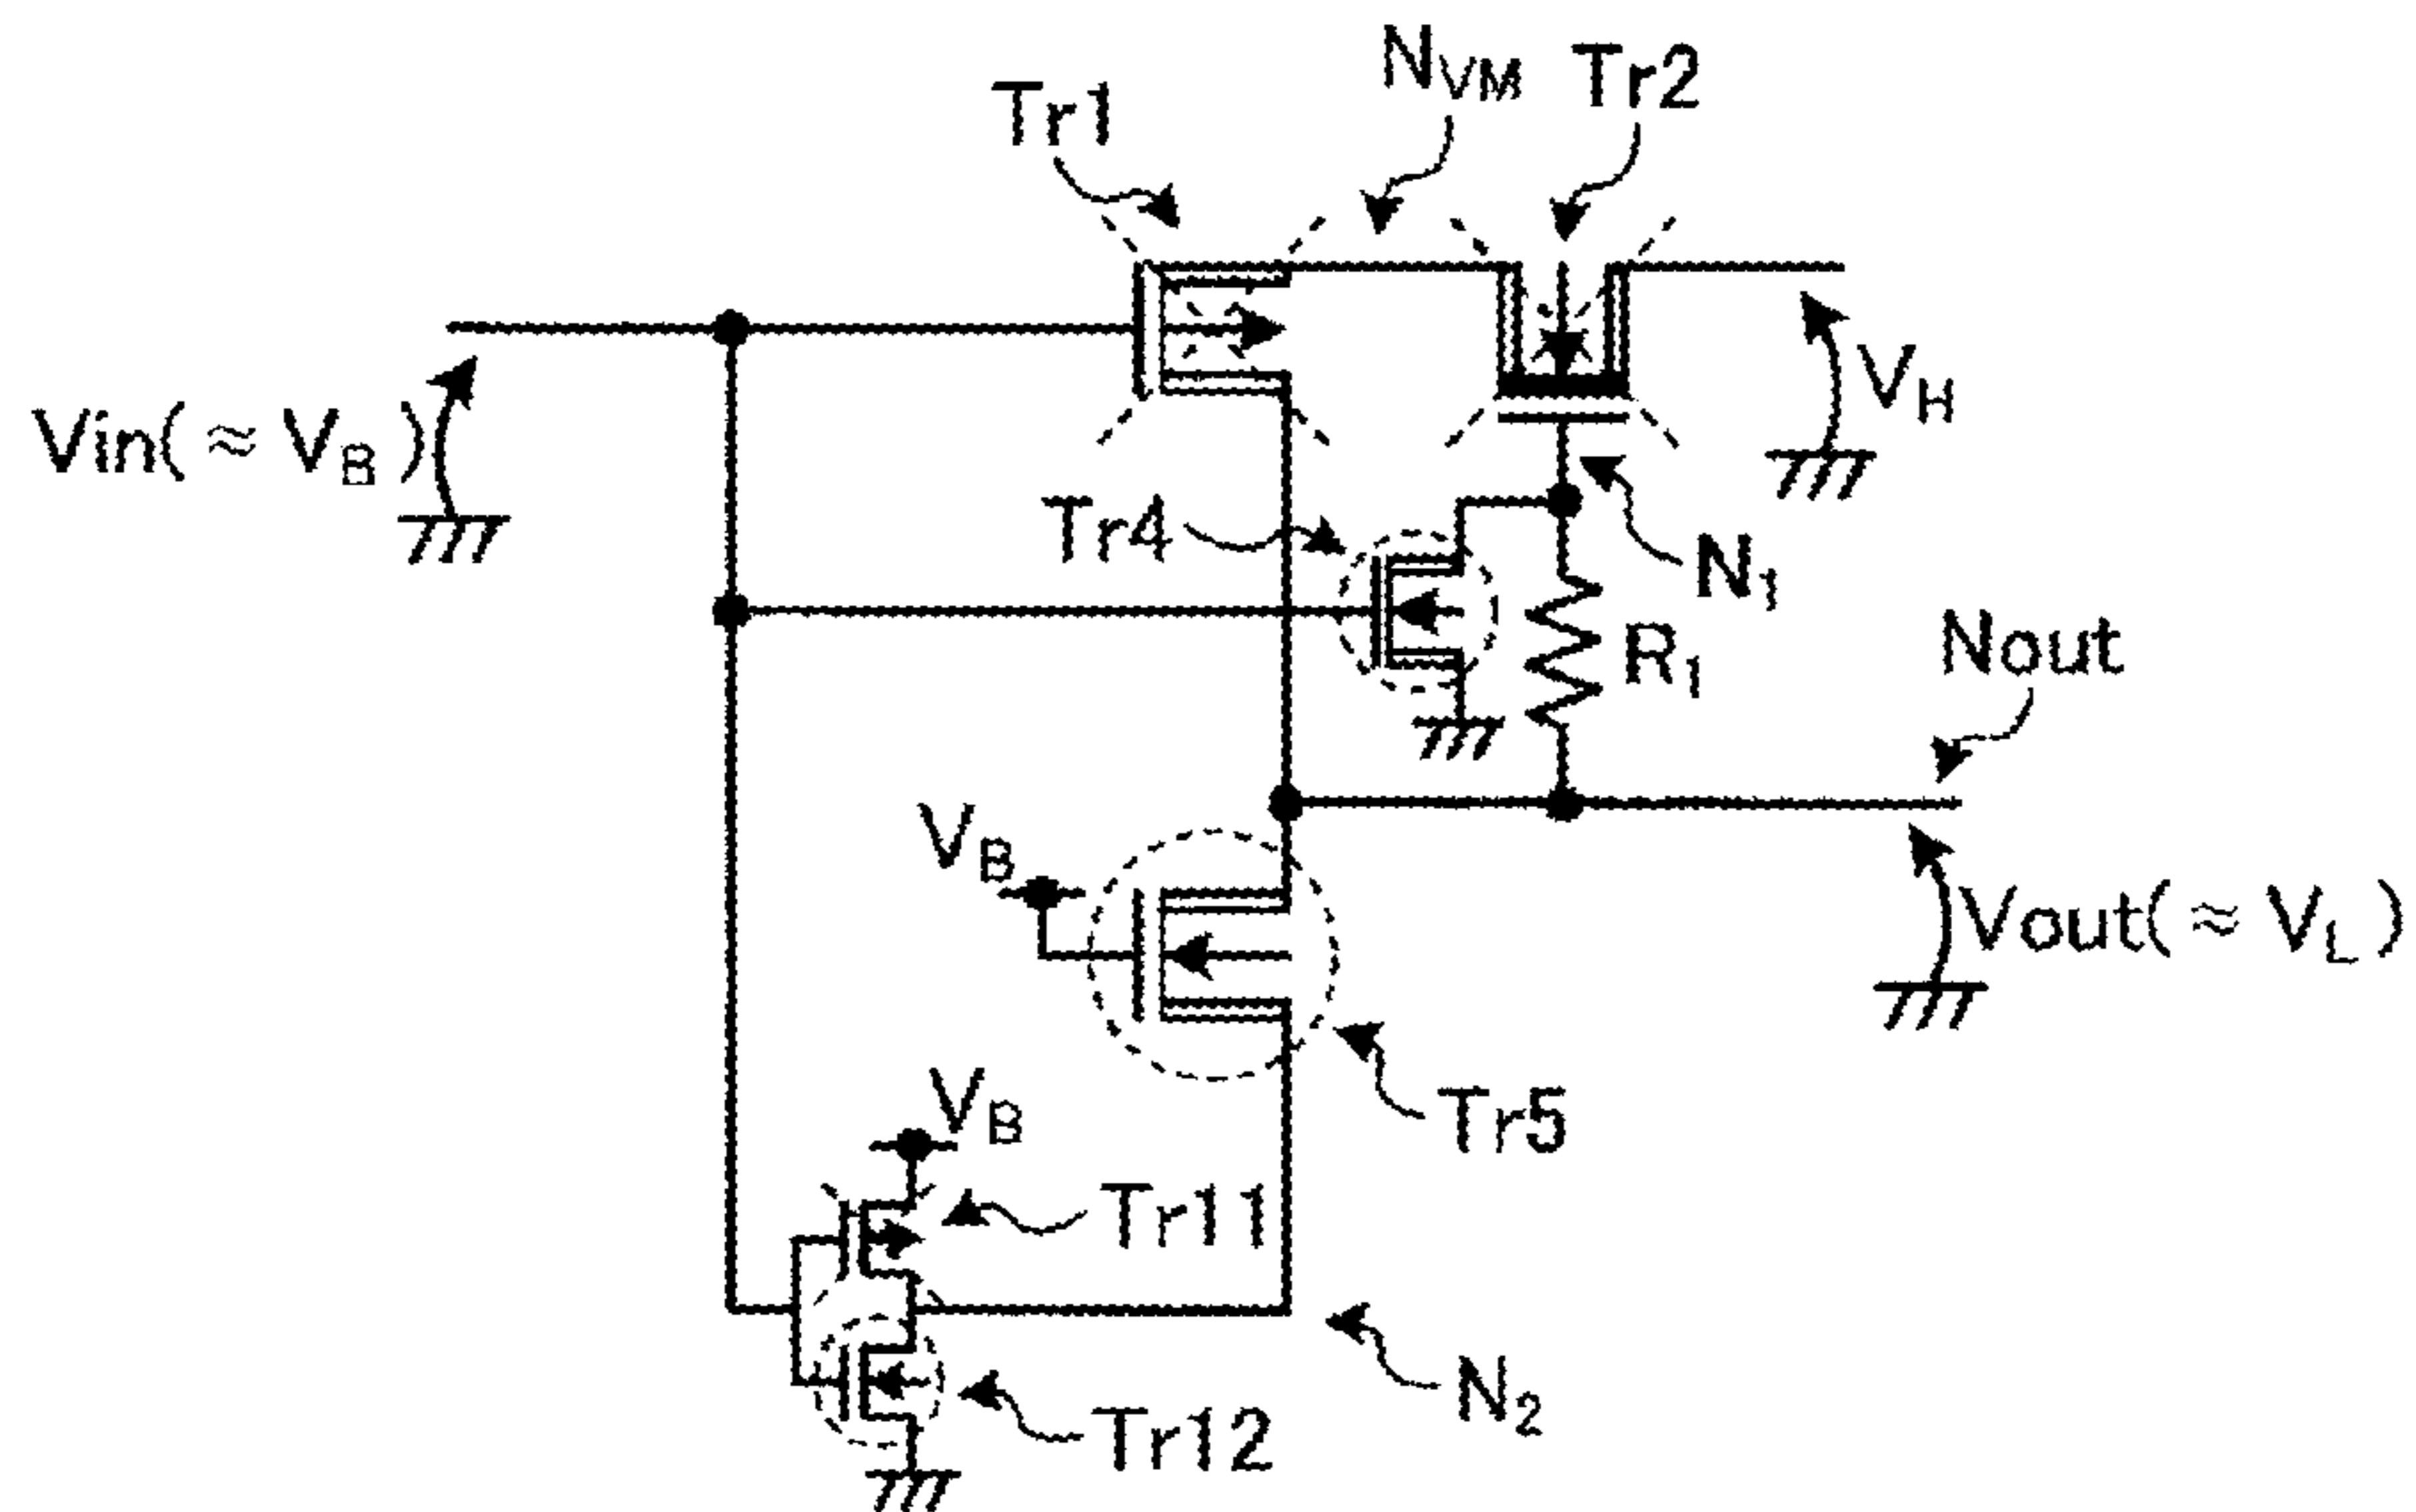 Tr1
N_VM
Tr2
Vin(≈ V_B)
V_H
Tr4
N_1
R_1
Nout
V_B
Vout(≈ V_L)
V_B
Tr5
Tr11
N_2
Tr12